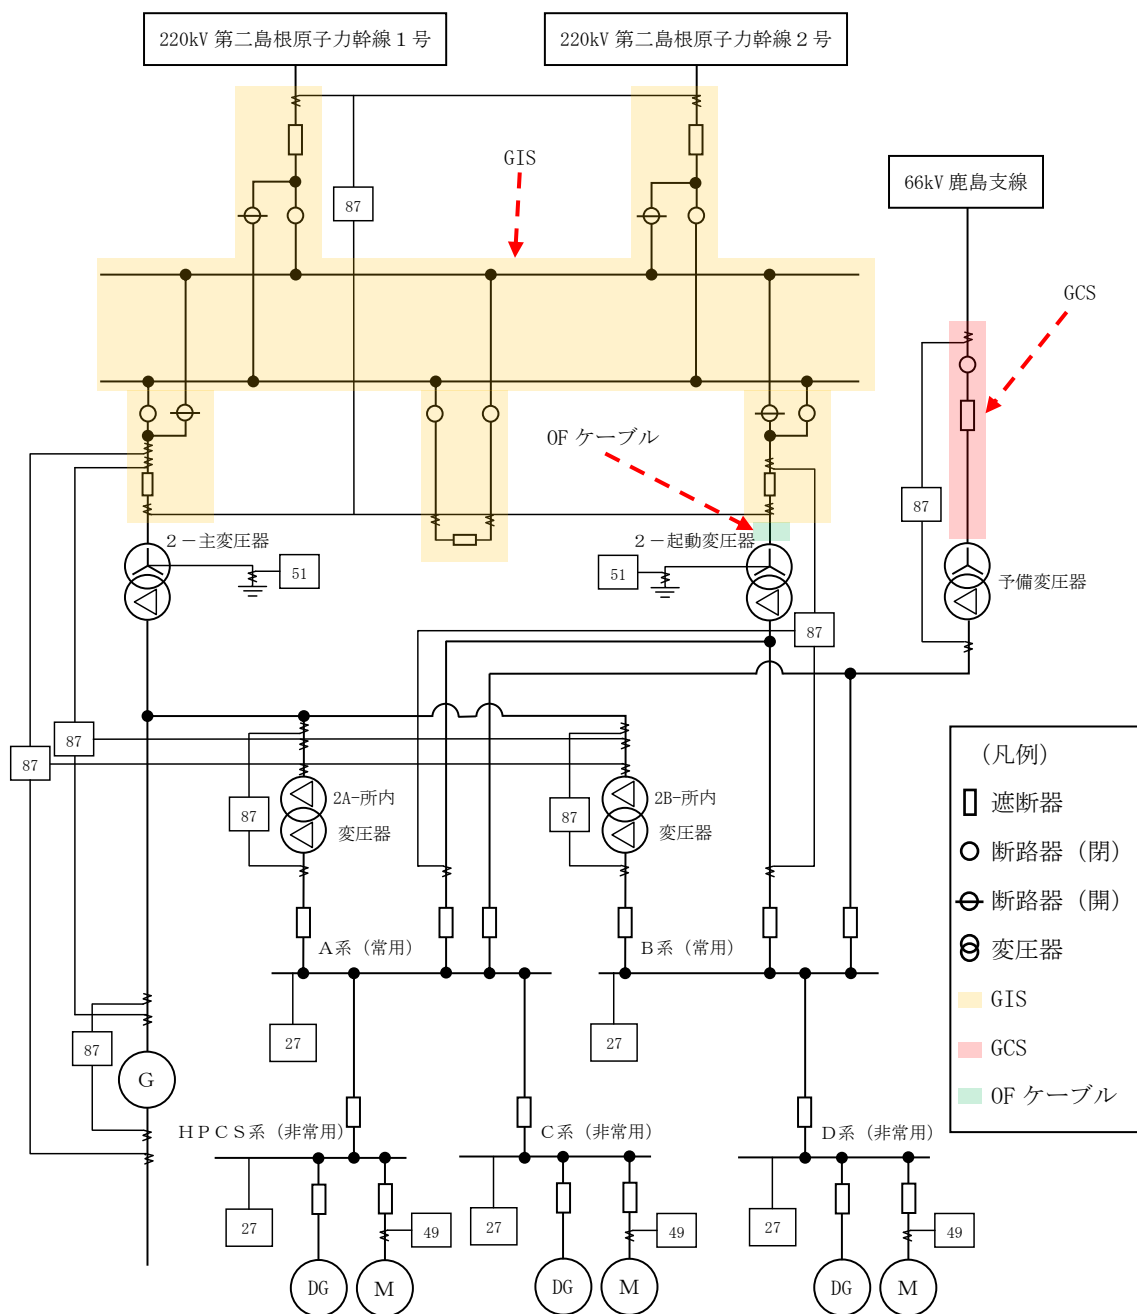 220kV 第二島根原子力幹線１号
220kV 第二島根原子力幹線２号
GIS
87
66kV 鹿島支線
GCS
OF ケーブル
87
２－主変圧器
51
２－起動変圧器
51
予備変圧器
87
87
87
2A-所内
変圧器
87
2B-所内
変圧器
87
Ａ系（常用）
Ｂ系（常用）
27
27
87
G
ＨＰＣＳ系（非常用）
Ｃ系（非常用）
Ｄ系（非常用）
27
49
27
49
27
49
DG
M
DG
M
DG
M
（凡例）
遮断器
断路器（閉）
断路器（開）
変圧器
GIS
GCS
OF ケーブル